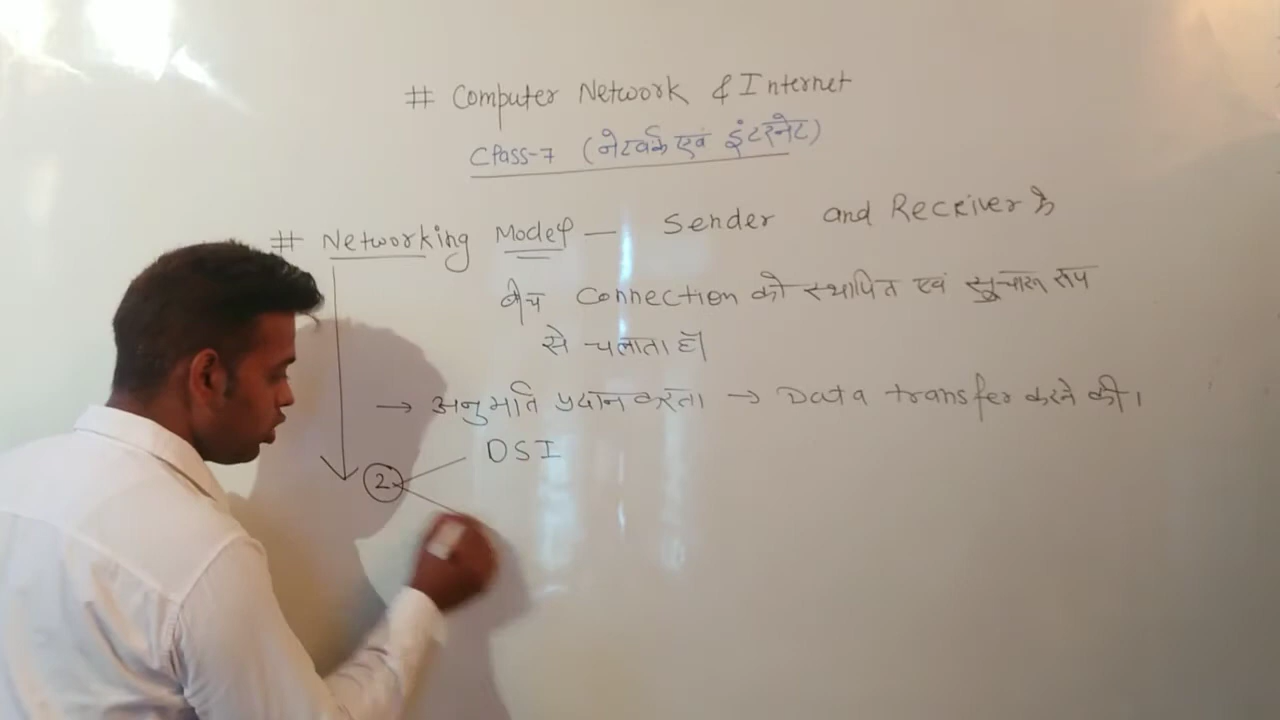 # Computer Network & Internet
Class-7 (नेटवर्क एवं इंटरनेट)
# Networking Model — Sender and Receiver के
बीच Connection को स्थापित एवं सुचारू रूप
से चलाता है|
→ अनुमति प्रदान करता → Data transfer करने की।
OSI
2